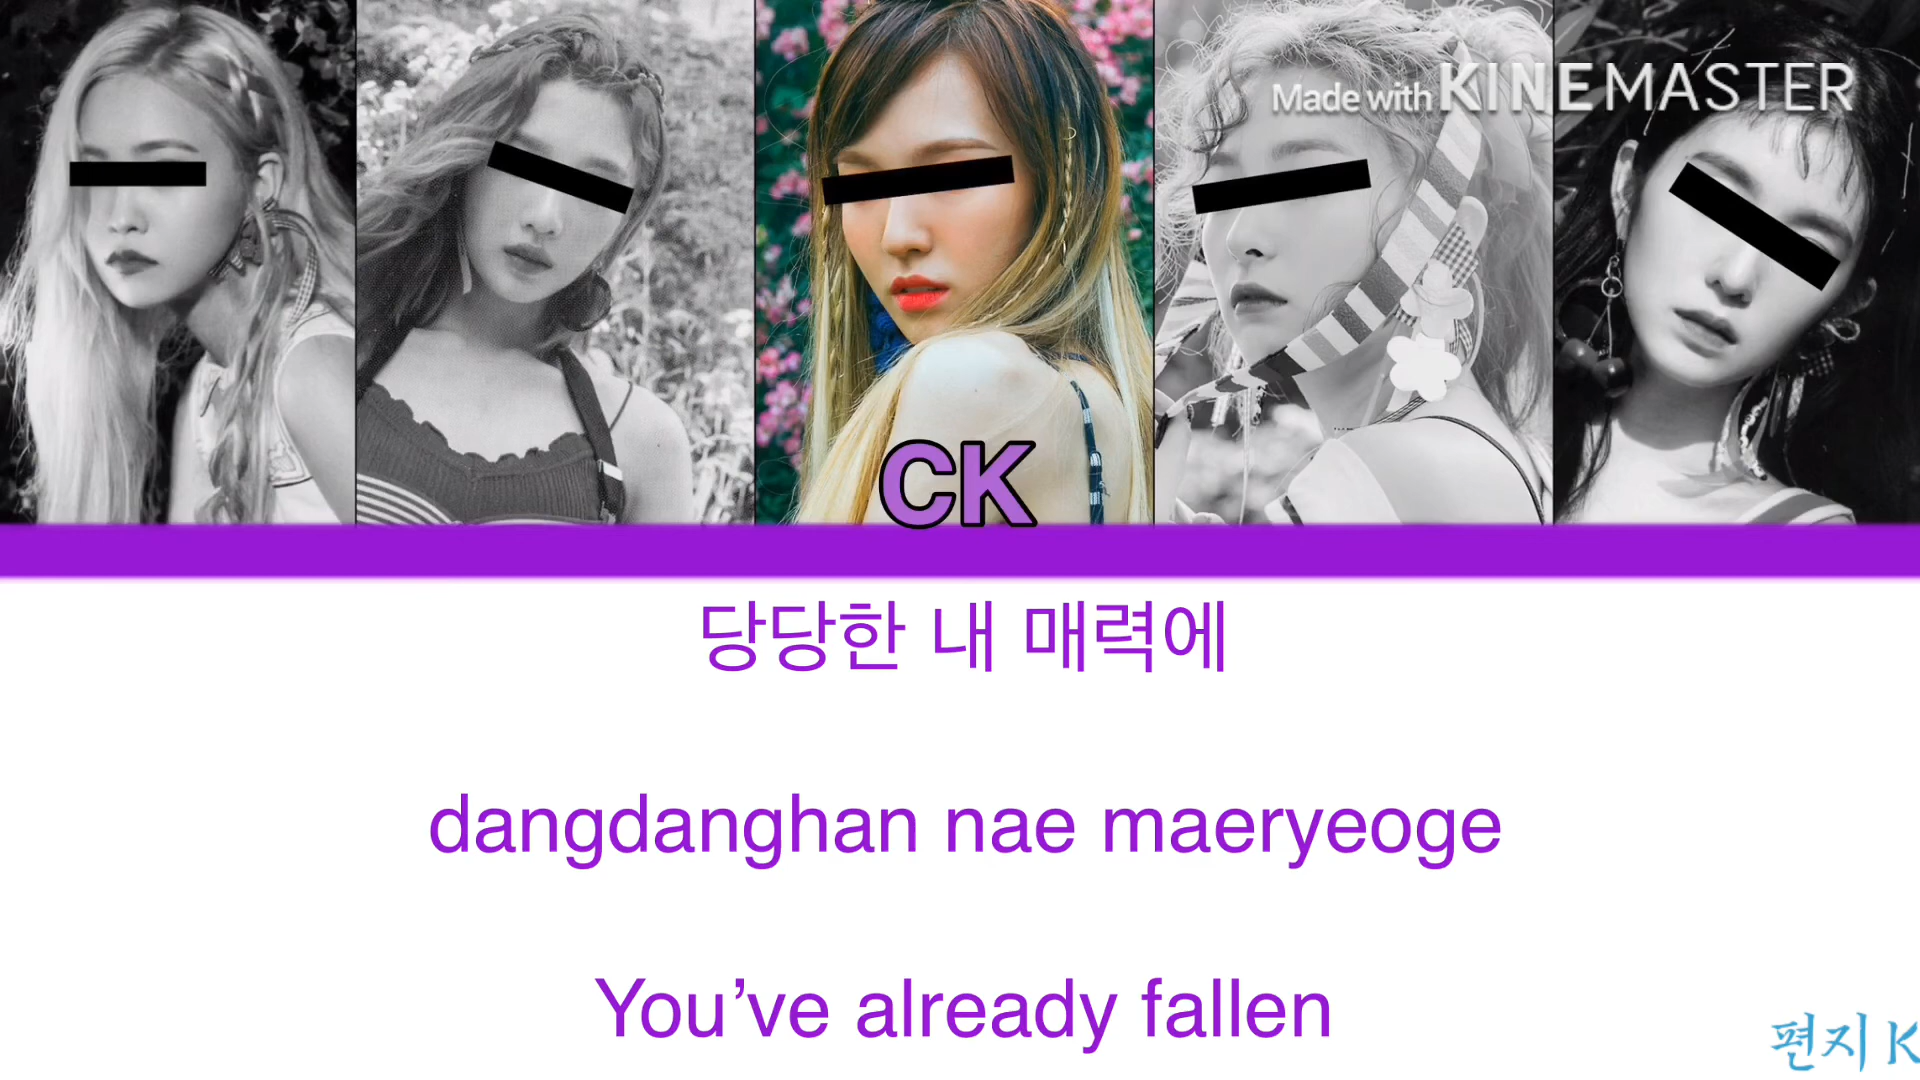 Made with KINEMASTER
CK
당당한 내 매력에
dangdanghan nae maeryeoge
You’ve already fallen
편지 K